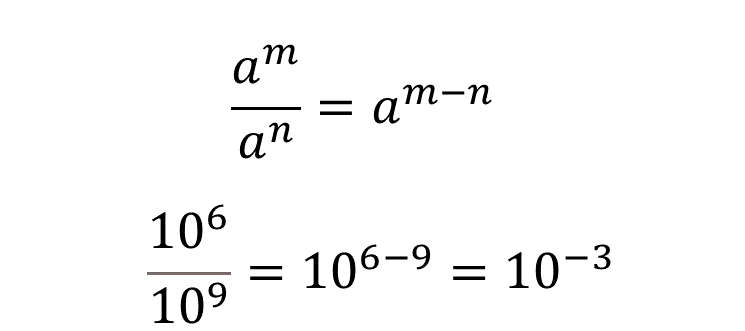 a^m/a^n = a^{m−n}
10^6/10^9 = 10^{6−9} = 10^{−3}